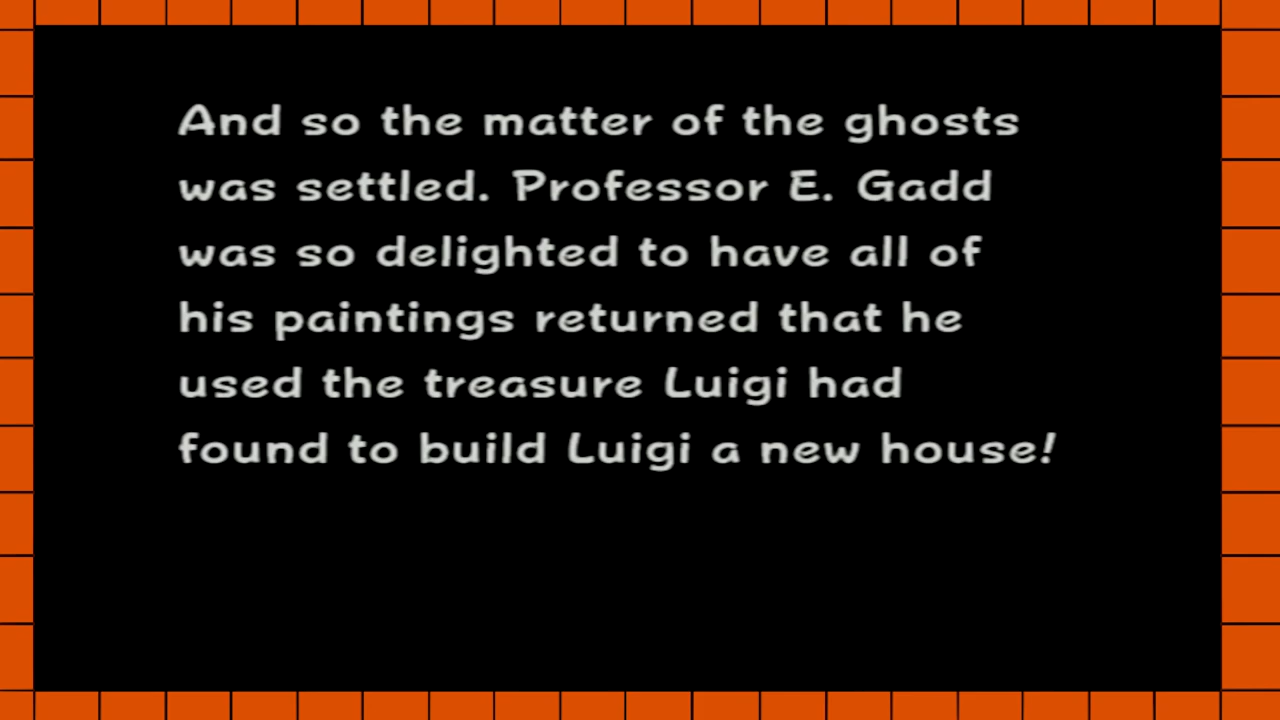 And so the matter of the ghosts
was settled. Professor E. Gadd
was so delighted to have all of
his paintings returned that he
used the treasure Luigi had
found to build Luigi a new house!